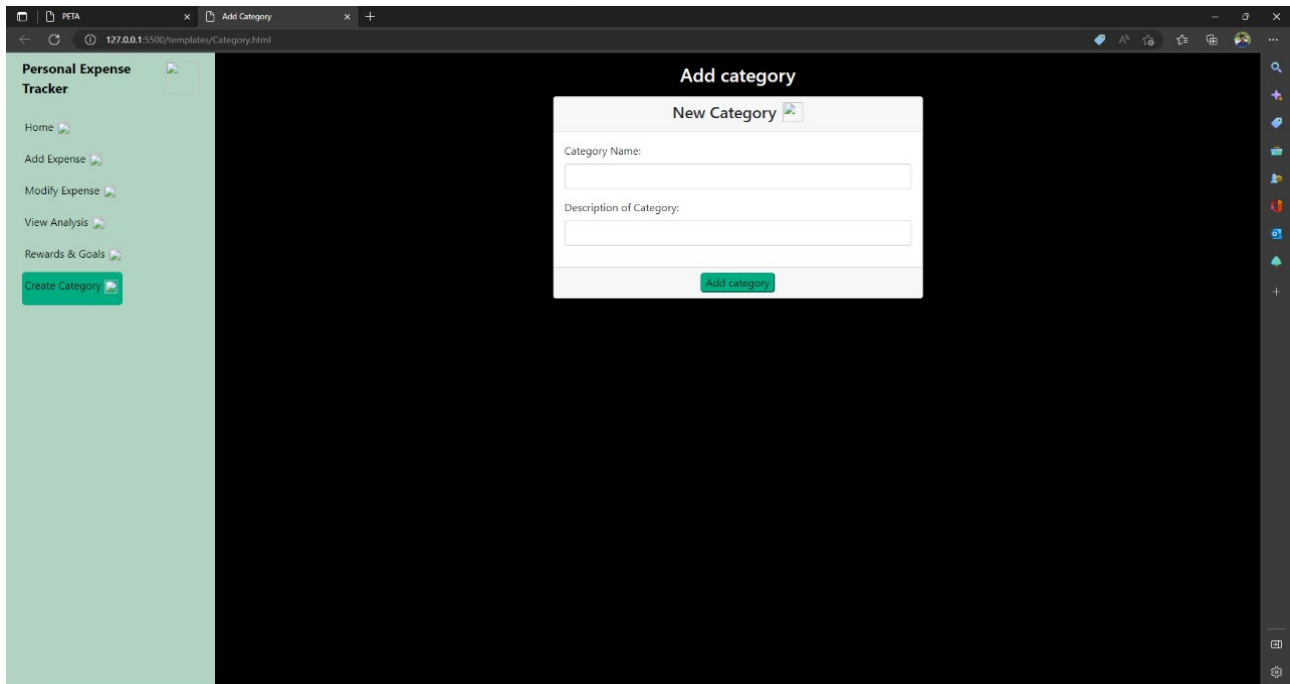 PETA
Add Category
127.0.0.1:5500/templates/Category.html
Personal Expense
Tracker
Home
Add Expense
Modify Expense
View Analysis
Rewards & Goals
Create Category
Add category
New Category
Category Name:
Description of Category:
Add category